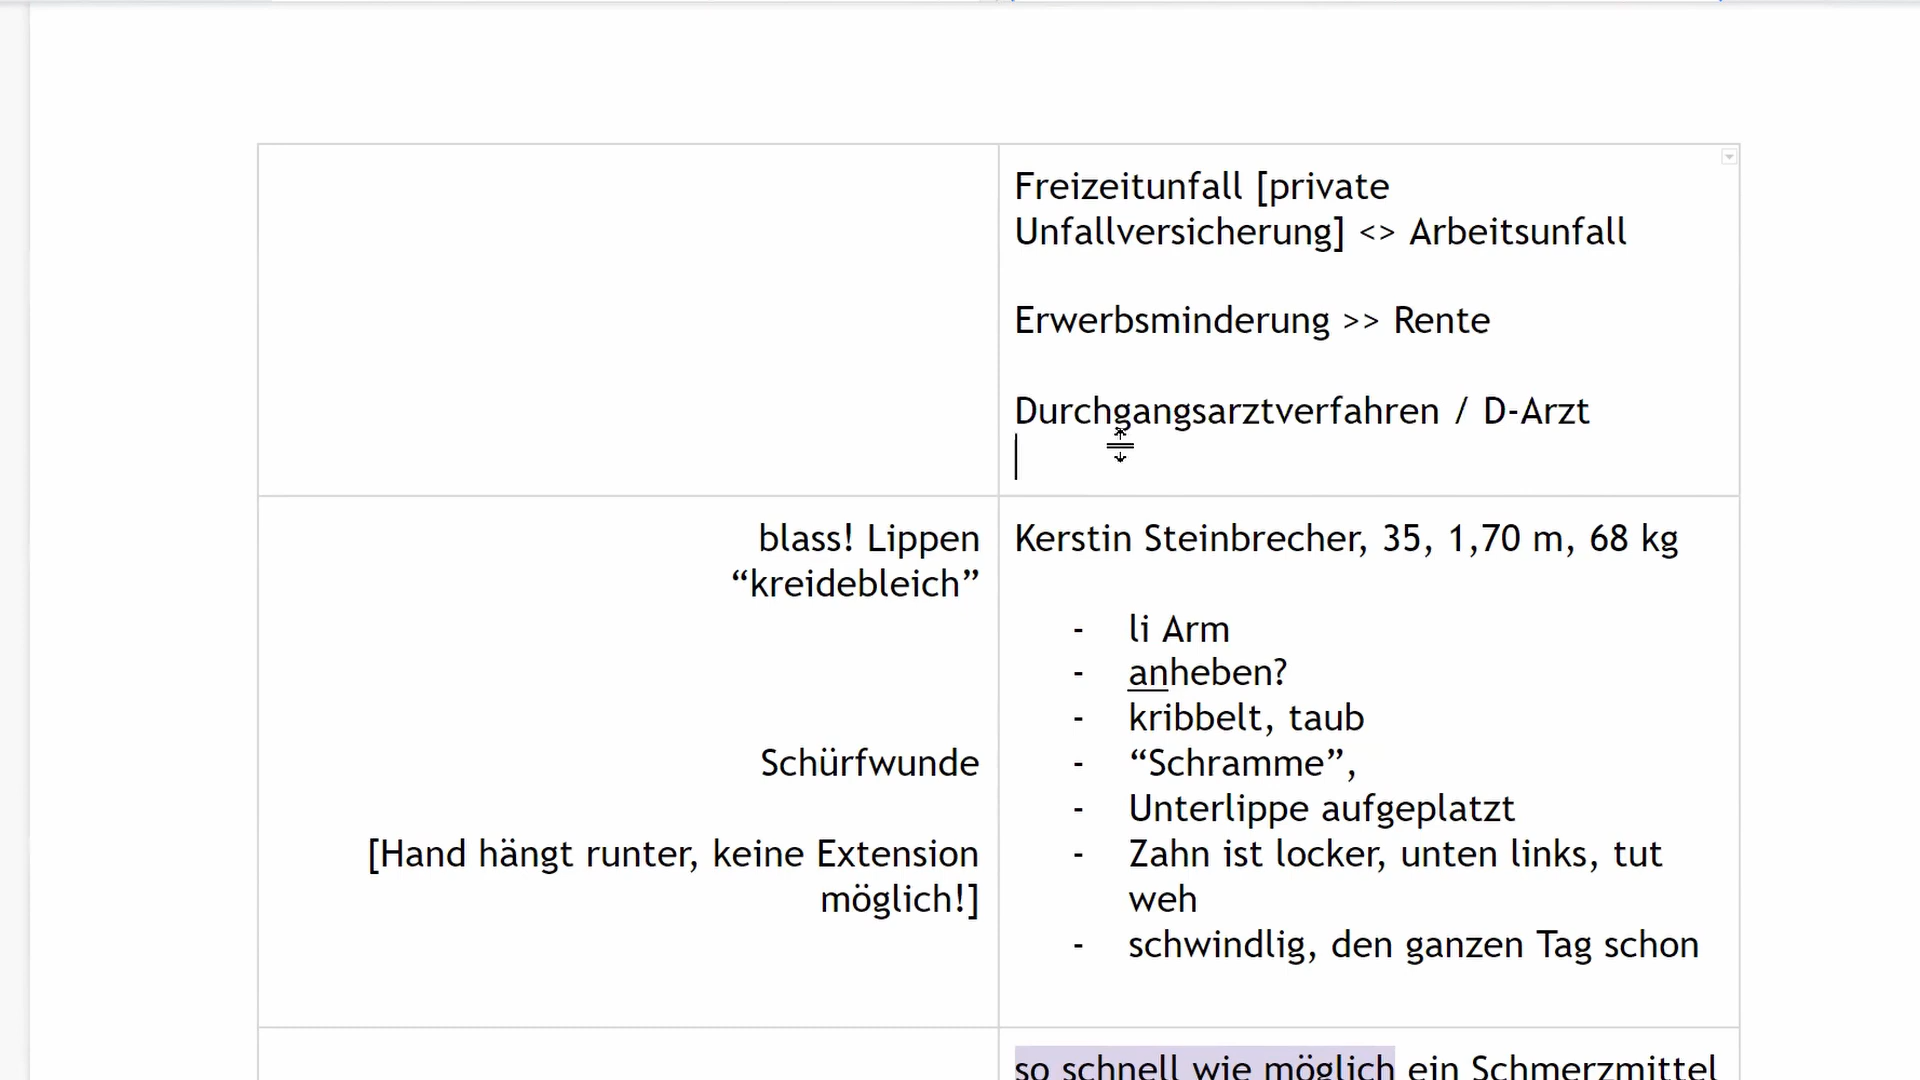 Freizeitunfall [private
Unfallversicherung] <> Arbeitsunfall
Erwerbsminderung >> Rente
Durchgangsarztverfahren / D-Arzt
blass! Lippen
“kreidebleich”
Schürfwunde
[Hand hängt runter, keine Extension
möglich!]
Kerstin Steinbrecher, 35, 1,70 m, 68 kg
- li Arm
- anheben?
- kribbelt, taub
- “Schramme”,
- Unterlippe aufgeplatzt
- Zahn ist locker, unten links, tut
weh
- schwindlig, den ganzen Tag schon
so schnell wie möglich ein Schmerzmittel